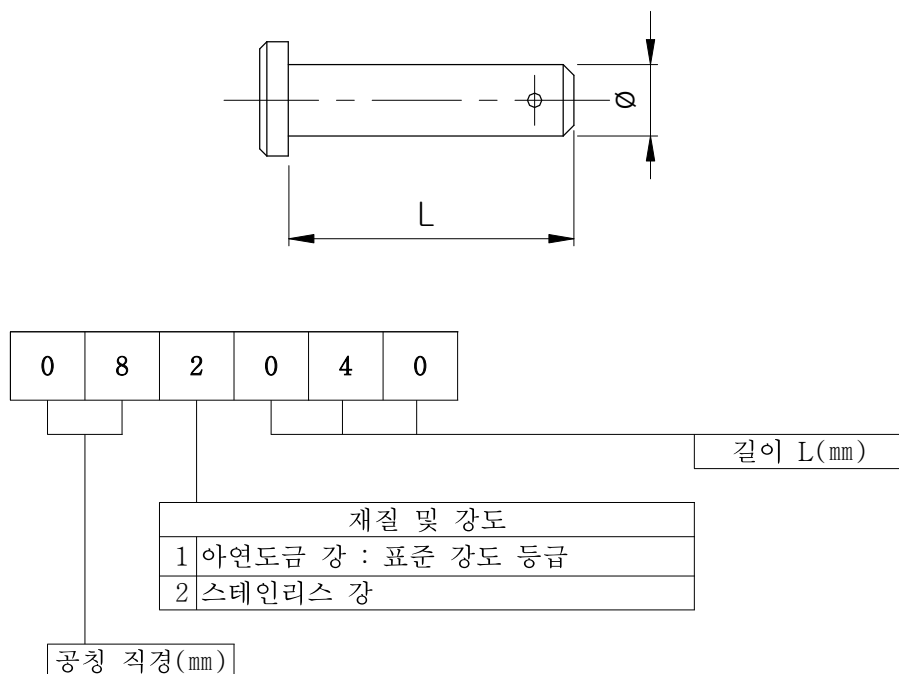 Ø
L
0 8 2 0 4 0
길이 L(㎜)
재질 및 강도
1 아연도금 강 : 표준 강도 등급
2 스테인리스 강
공칭 직경(㎜)